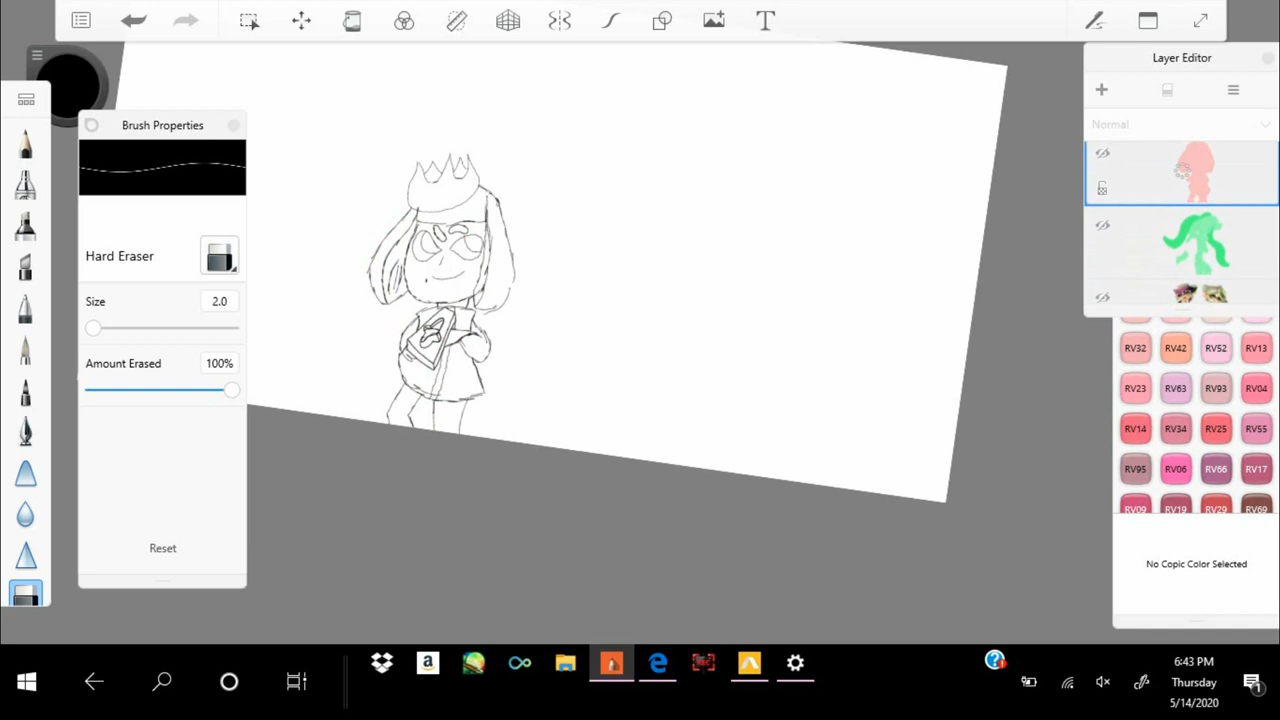 Layer Editor
Brush Properties
Normal
Hard Eraser
Size
2.0
Amount Erased
100%
Reset
RV32
RV42
RV52
RV13
RV23
RV63
RV93
RV04
RV14
RV34
RV25
RV55
RV95
RV06
RV66
RV17
RV09
RV19
RV29
RV69
No Copic Color Selected
6:43 PM
Thursday
5/14/2020